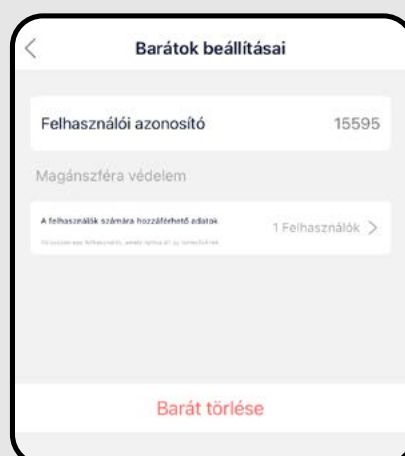 Barátok beállításai
Felhasználói azonosító 15595
Magánszféra védelem
A felhasználók számára hozzáférhető adatok
1 Felhasználók
Barát törlése